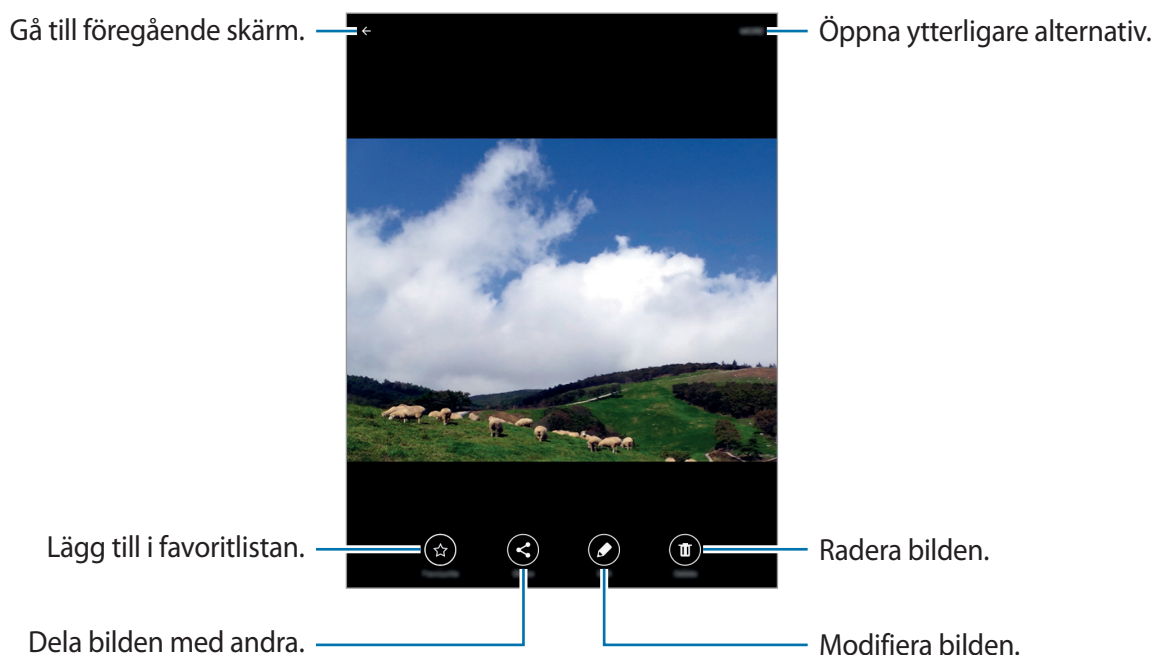 Gå till föregående skärm.
Öppna ytterligare alternativ.
Lägg till i favoritlistan.
Radera bilden.
Dela bilden med andra.
Modifiera bilden.